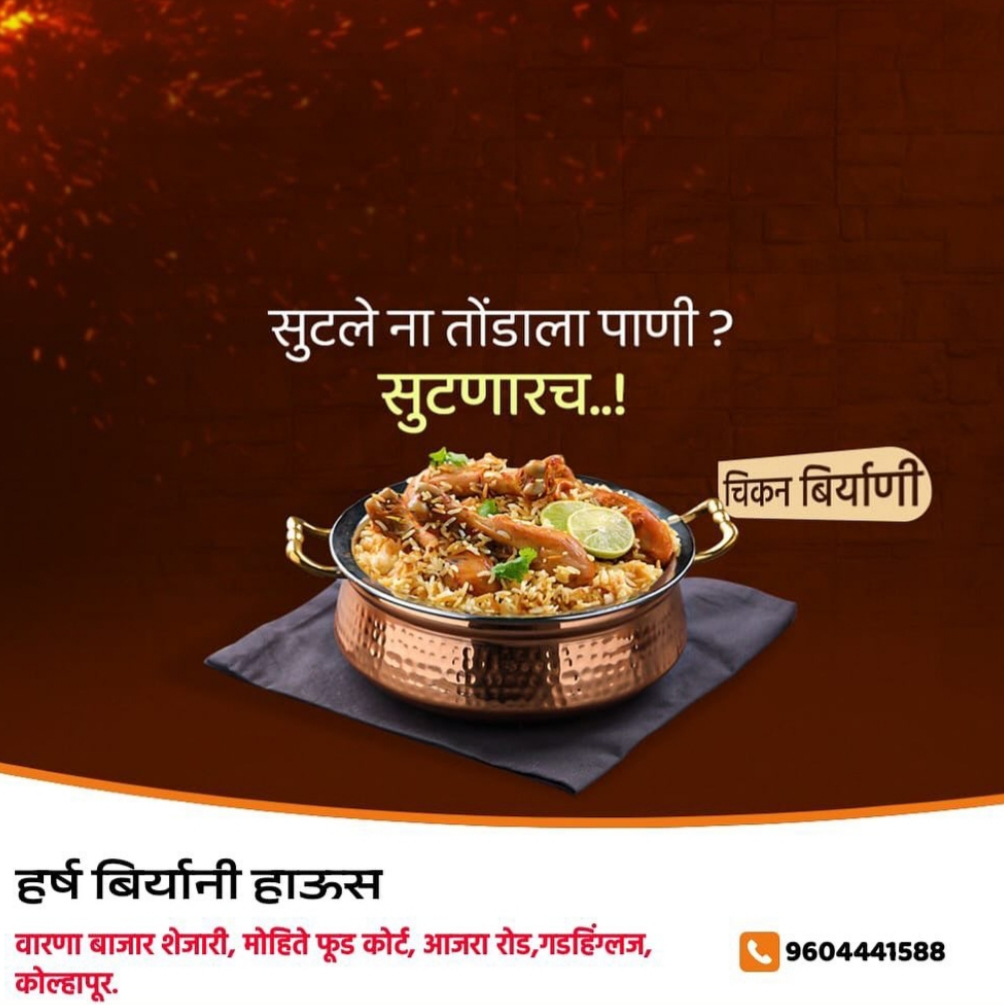 सुटले ना तोंडाला पाणी ?
सुटणारच..!
चिकन बिर्याणी
हर्ष बिर्यानी हाऊस
वारणा बाजार शेजारी, मोहिते फूड कोर्ट, आजरा रोड,गडहिंग्लज,
कोल्हापूर.
9604441588